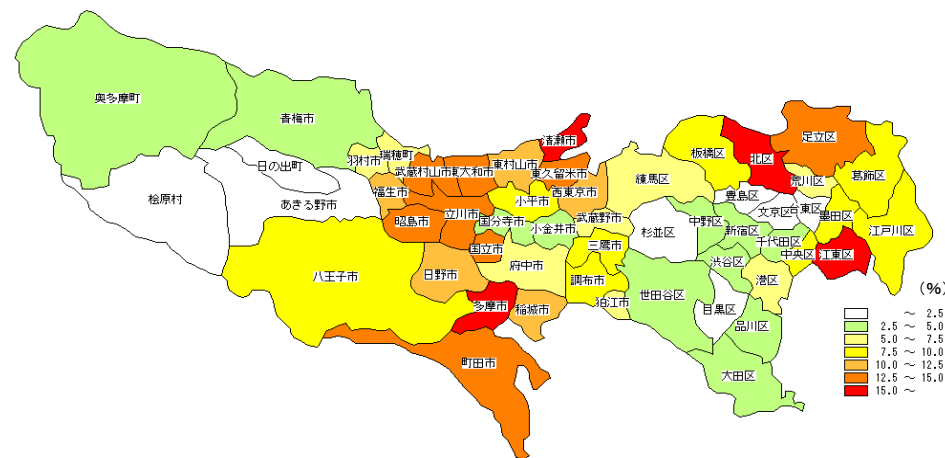 奥多摩町
青梅市
日の出町
桧原村
あきる野市
羽村市
瑞穂町
福生市
武蔵村山市
東大和市
東村山市
清瀬市
東久留米市
西東京市
小平市
昭島市
立川市
国分寺市
小金井市
武蔵野市
国立市
府中市
三鷹市
調布市
狛江市
日野市
八王子市
多摩市
稲城市
町田市
練馬区
板橋区
北区
足立区
荒川区
葛飾区
豊島区
文京区
台東区
墨田区
江戸川区
杉並区
中野区
新宿区
千代田区
中央区
江東区
渋谷区
港区
世田谷区
目黒区
品川区
大田区
(%)
～ 2.5
2.5 ～ 5.0
5.0 ～ 7.5
7.5 ～ 10.0
10.0 ～ 12.5
12.5 ～ 15.0
15.0 ～